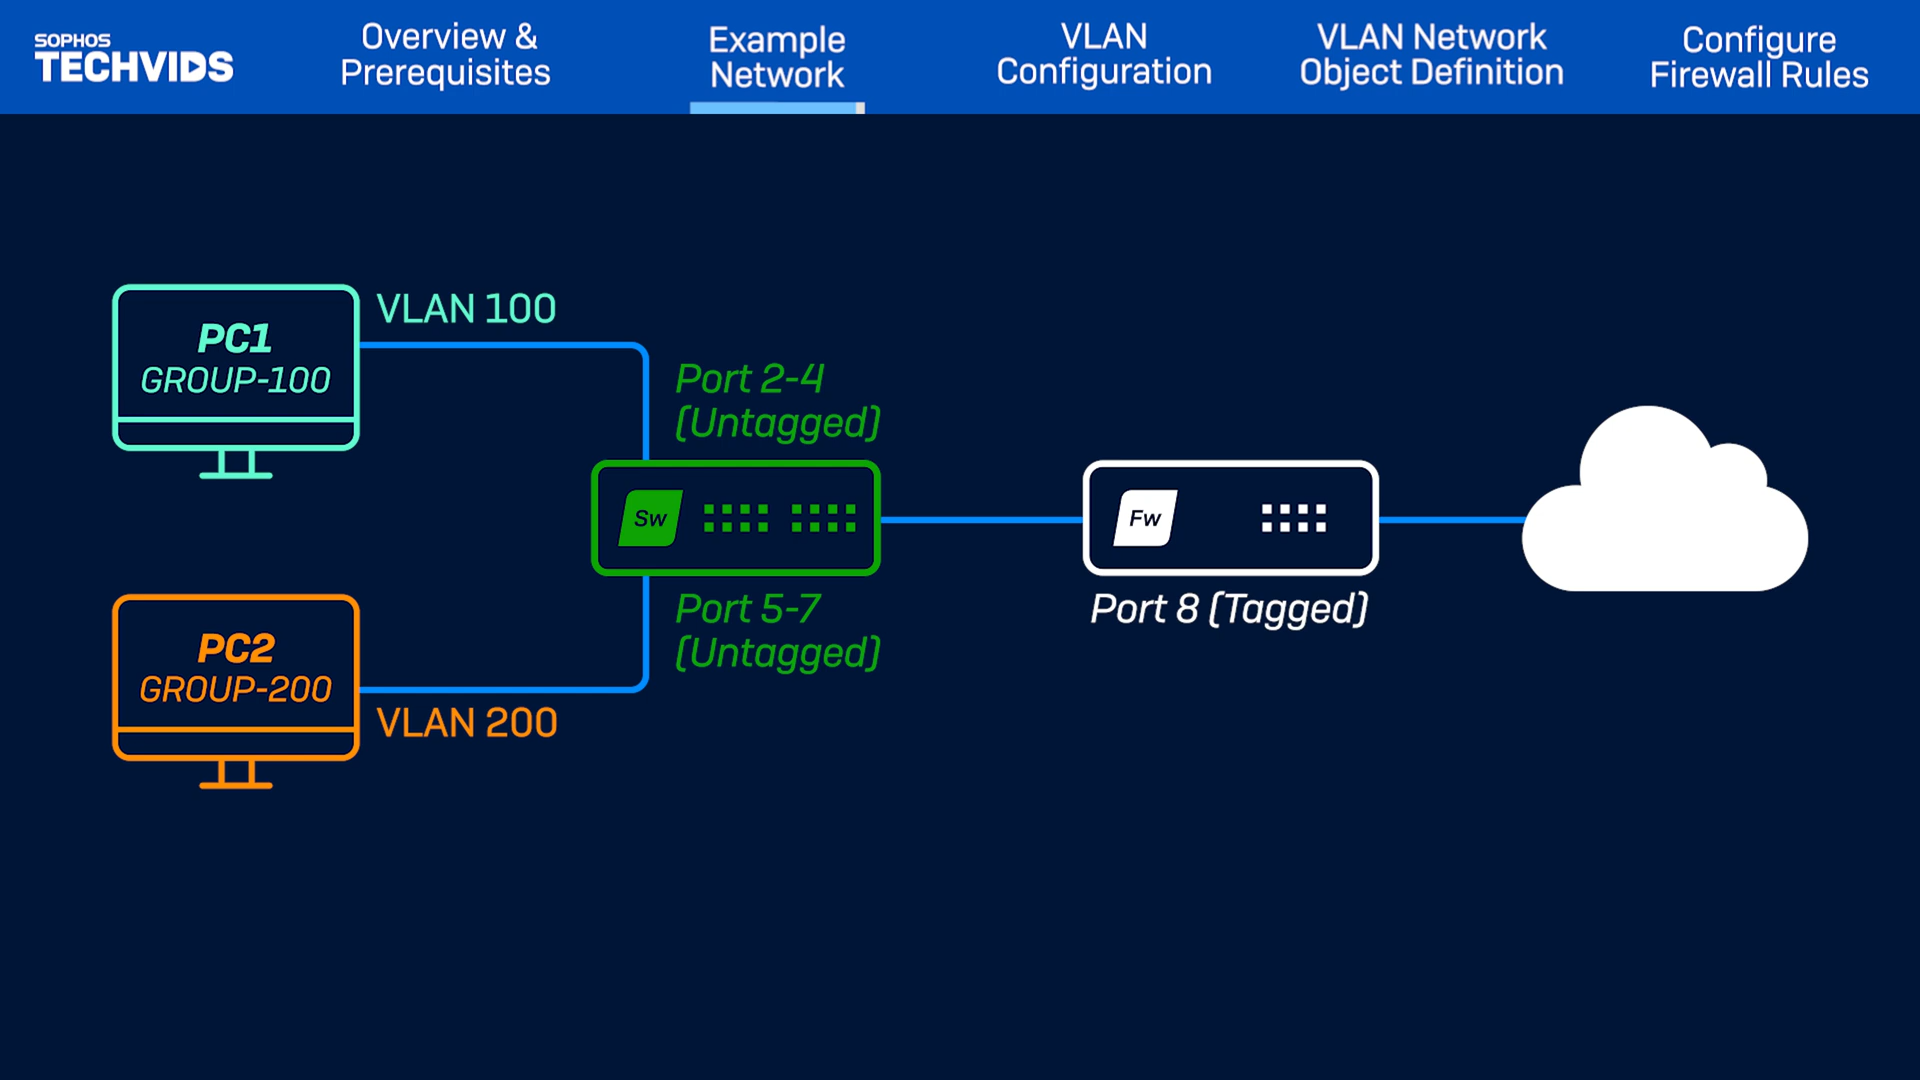 SOPHOS
TECHVIDS
Overview &
Prerequisites
Example
Network
VLAN
Configuration
VLAN Network
Object Definition
Configure
Firewall Rules
PC1
GROUP-100
VLAN 100
Port 2-4
(Untagged)
Sw
Fw
Port 5-7
(Untagged)
Port 8 (Tagged)
PC2
GROUP-200
VLAN 200